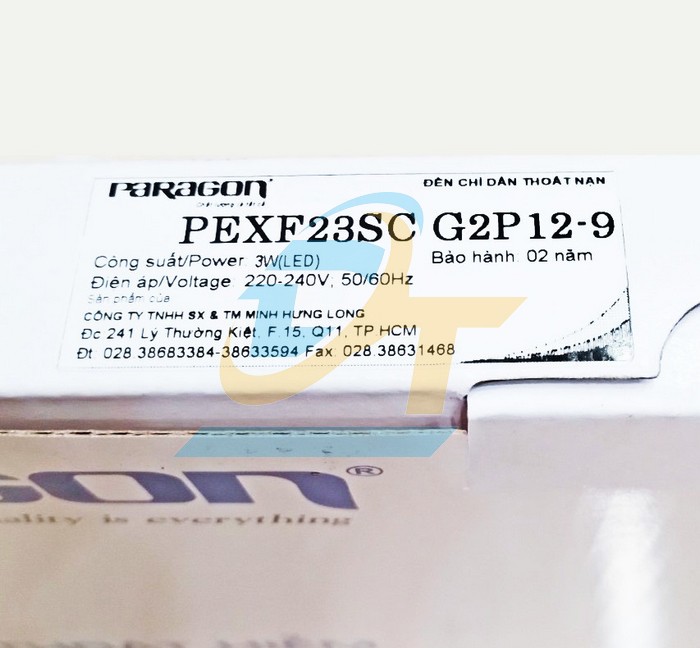 PARAGON
ĐÈN CHỈ DẪN THOÁT NẠN
PEXF23SC G2P12-9
Công suất/Power: 3W(LED)
Bảo hành: 02 năm
Điện áp/Voltage: 220-240V; 50/60Hz
Sản phẩm của
CÔNG TY TNHH SX & TM MINH HƯNG LONG
Đc 241 Lý Thường Kiệt, F.15, Q11, TP.HCM
Đt: 028.38683384-38633594 Fax: 028.38631468
DT
GON®
ality is everything